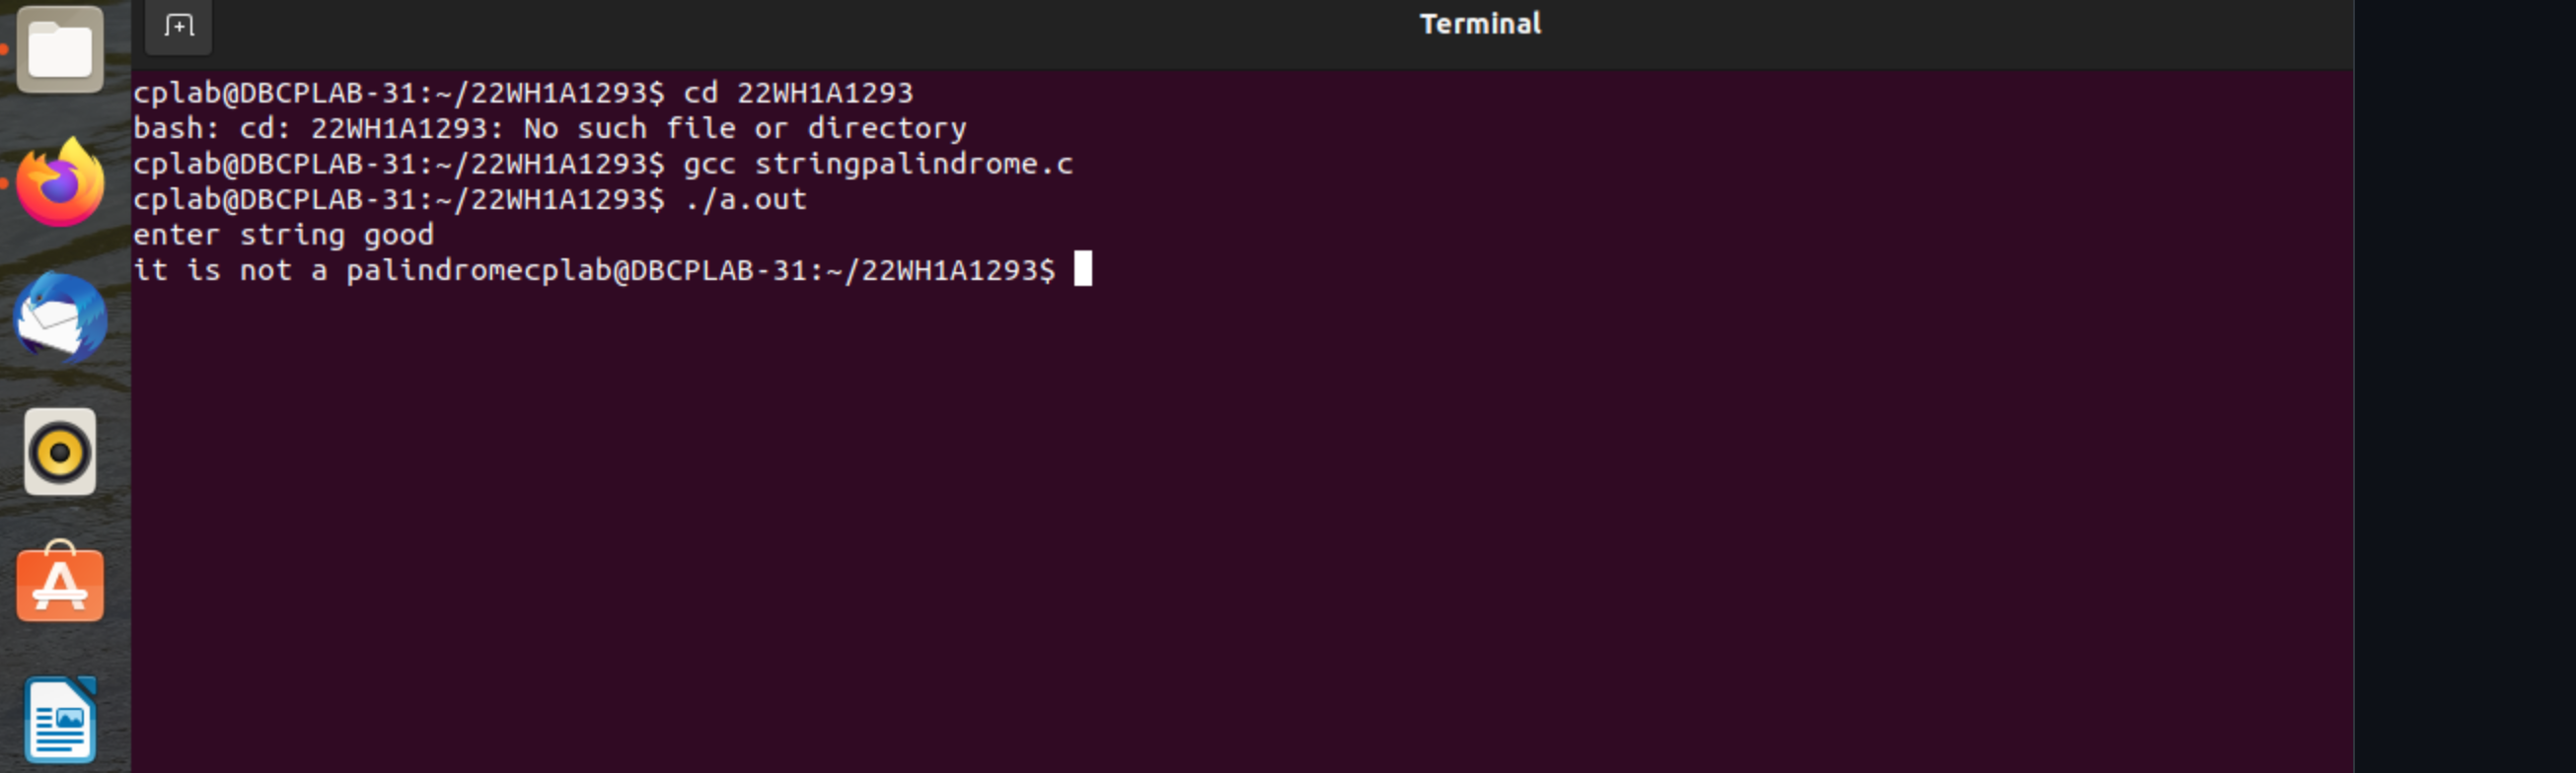 Terminal
cplab@DBCPLAB-31:~/22WH1A1293$ cd 22WH1A1293
bash: cd: 22WH1A1293: No such file or directory
cplab@DBCPLAB-31:~/22WH1A1293$ gcc stringpalindrome.c
cplab@DBCPLAB-31:~/22WH1A1293$ ./a.out
enter string good
it is not a palindromecplab@DBCPLAB-31:~/22WH1A1293$